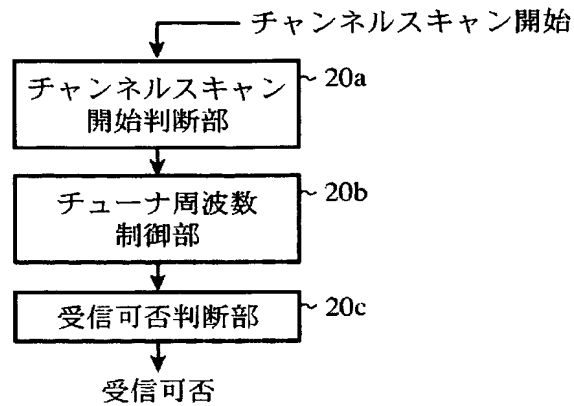 チャンネルスキャン開始
チャンネルスキャン
開始判断部
20a
チューナ周波数
制御部
20b
受信可否判断部
20c
受信可否